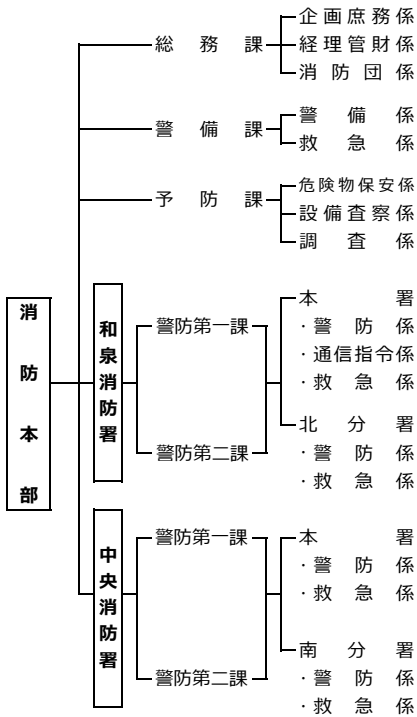 消防本部
総務課
企画庶務係
経理管財係
消防団係
警備課
警備係
救急係
予防課
危険物保安係
設備査察係
調査係
和泉消防署
警防第一課
警防第二課
本署
・警防係
・通信指令係
・救急係
北分署
・警防係
・救急係
中央消防署
警防第一課
警防第二課
本署
・警防係
・救急係
南分署
・警防係
・救急係